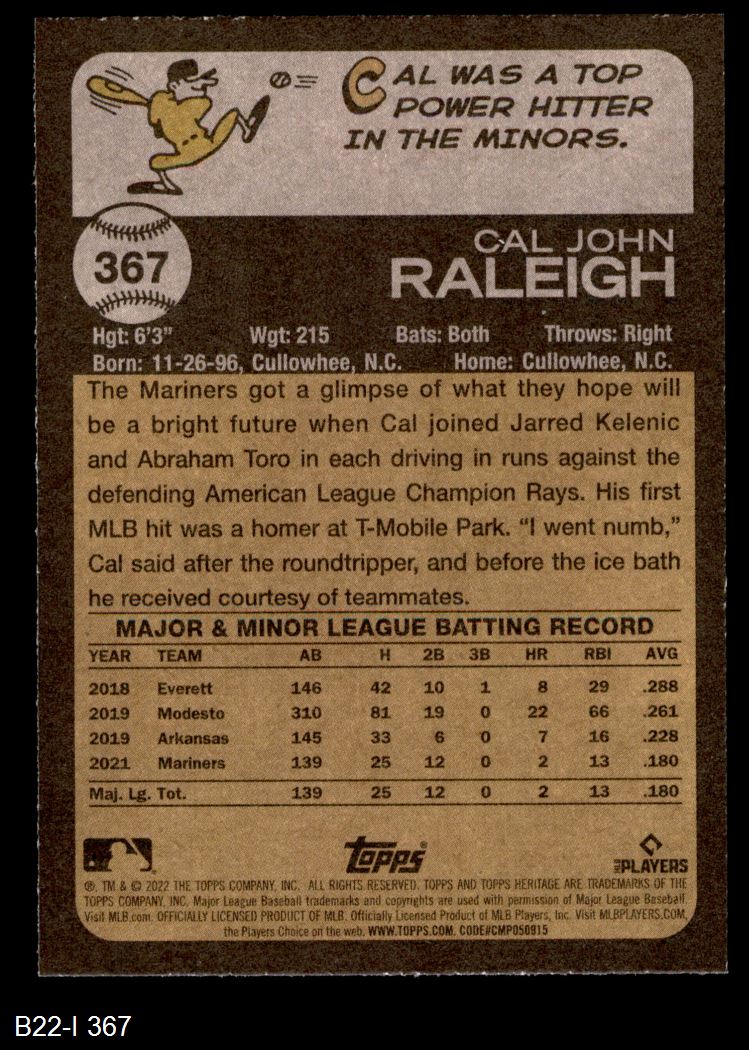 CAL WAS A TOP
POWER HITTER
IN THE MINORS.
367
CAL JOHN
RALEIGH
Hgt: 6'3" Wgt: 215 Bats: Both Throws: Right
Born: 11-26-96, Cullowhee, N.C. Home: Cullowhee, N.C.
The Mariners got a glimpse of what they hope will
be a bright future when Cal joined Jarred Kelenic
and Abraham Toro in each driving in runs against the
defending American League Champion Rays. His first
MLB hit was a homer at T-Mobile Park. “I went numb,”
Cal said after the roundtripper, and before the ice bath
he received courtesy of teammates.
MAJOR & MINOR LEAGUE BATTING RECORD
YEAR TEAM AB H 2B 3B HR RBI AVG
2018 Everett 146 42 10 1 8 29 .288
2019 Modesto 310 81 19 0 22 66 .261
2019 Arkansas 145 33 6 0 7 16 .228
2021 Mariners 139 25 12 0 2 13 .180
Maj. Lg. Tot. 139 25 12 0 2 13 .180
Topps
MLB PLAYERS
®, TM & © 2022 THE TOPPS COMPANY, INC. ALL RIGHTS RESERVED. TOPPS AND TOPPS HERITAGE ARE TRADEMARKS OF THE
TOPPS COMPANY, INC. Major League Baseball trademarks and copyrights are used with permission of Major League Baseball.
Visit MLB.com. OFFICIALLY LICENSED PRODUCT OF MLB. Officially Licensed Product of MLB Players, Inc. Visit MLBPLAYERS.COM,
the Players Choice on the web. WWW.TOPPS.COM. CODE#CMP050915
B22-I 367